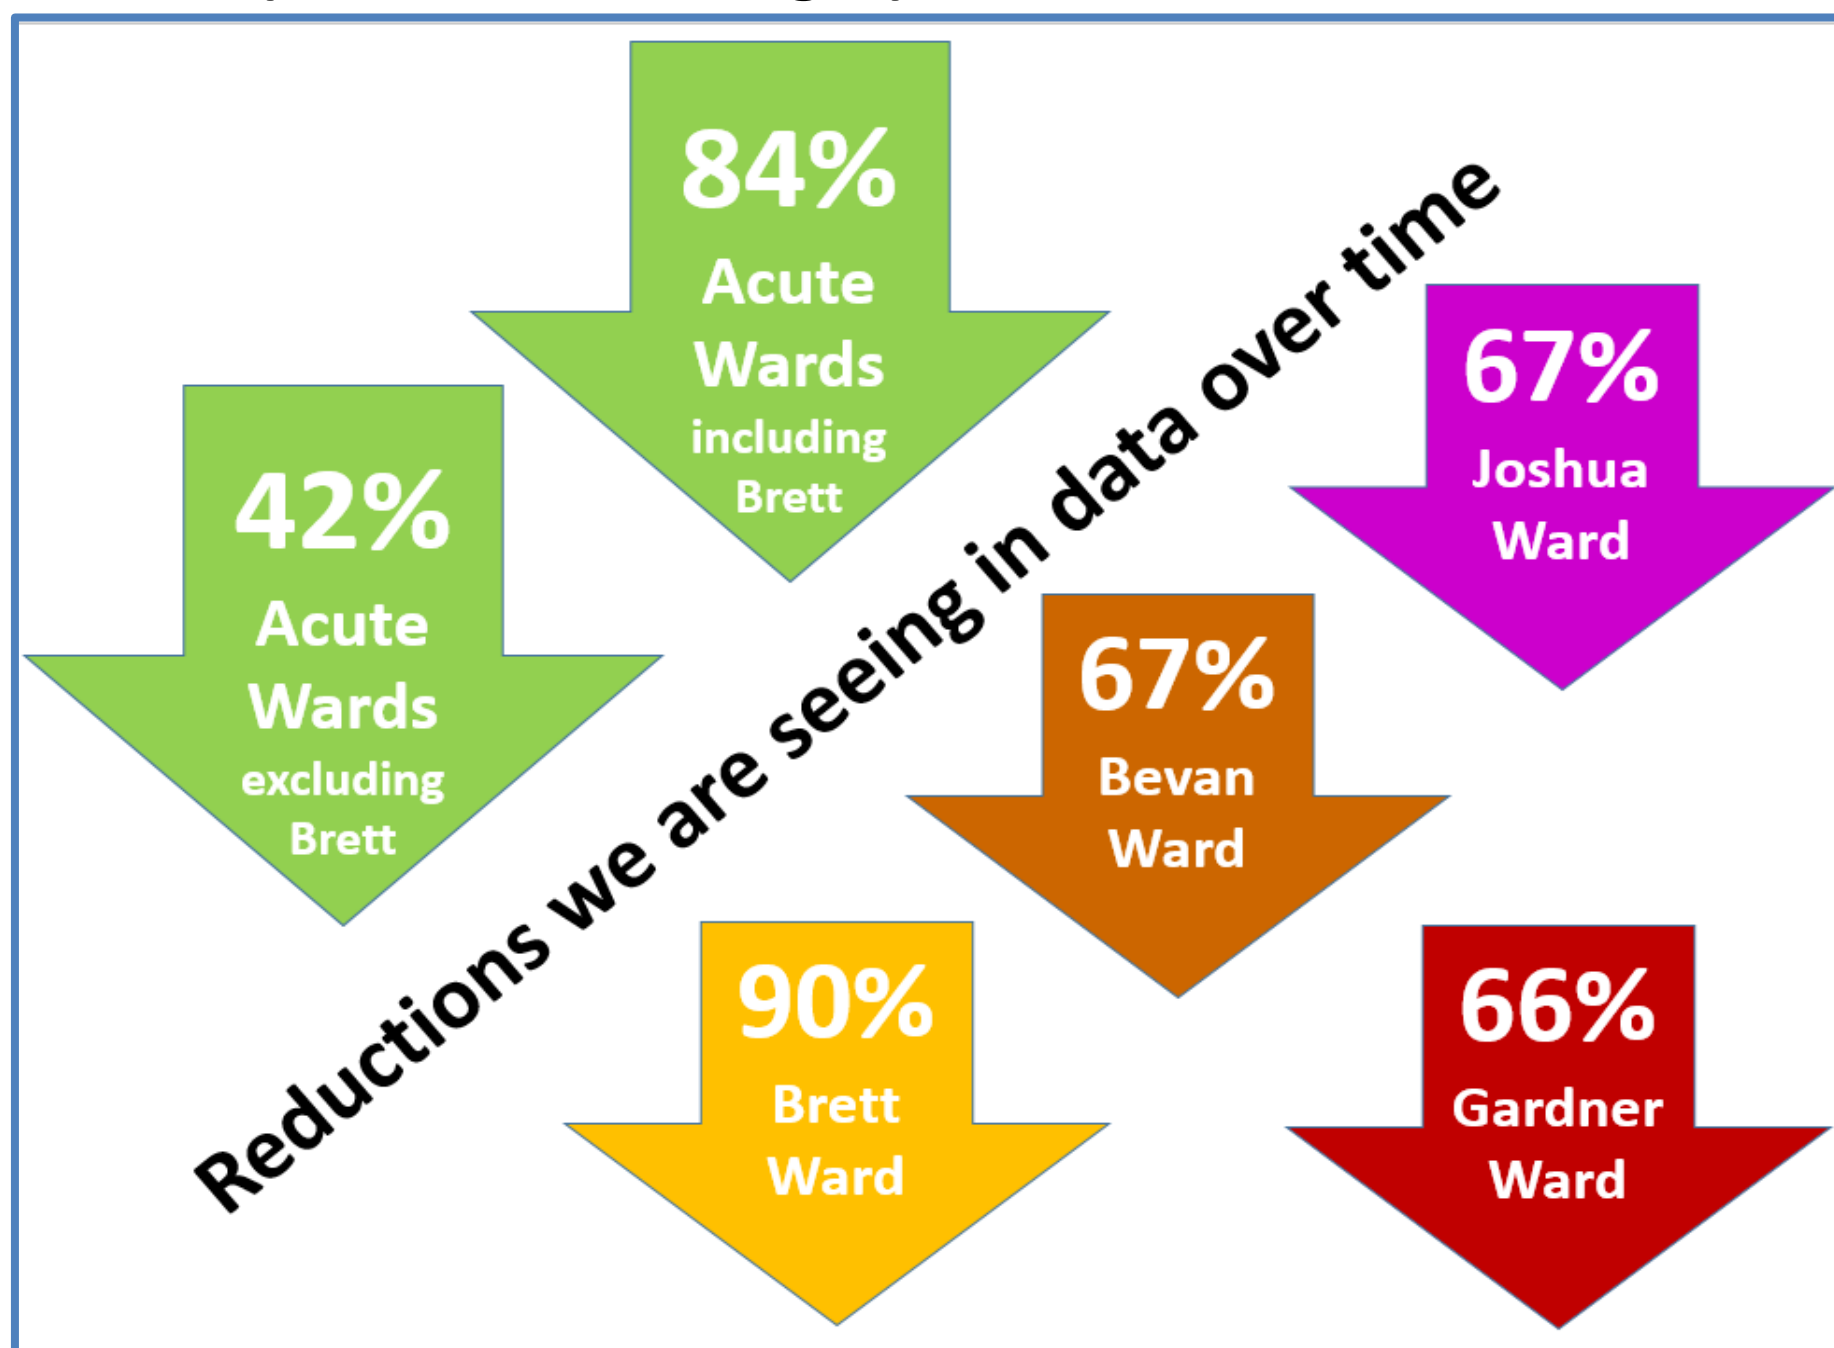 84%
Acute
Wards
including
Brett
42%
Acute
Wards
excluding
Brett
Reductions we are seeing in data over time
67%
Joshua
Ward
67%
Bevan
Ward
90%
Brett
Ward
66%
Gardner
Ward